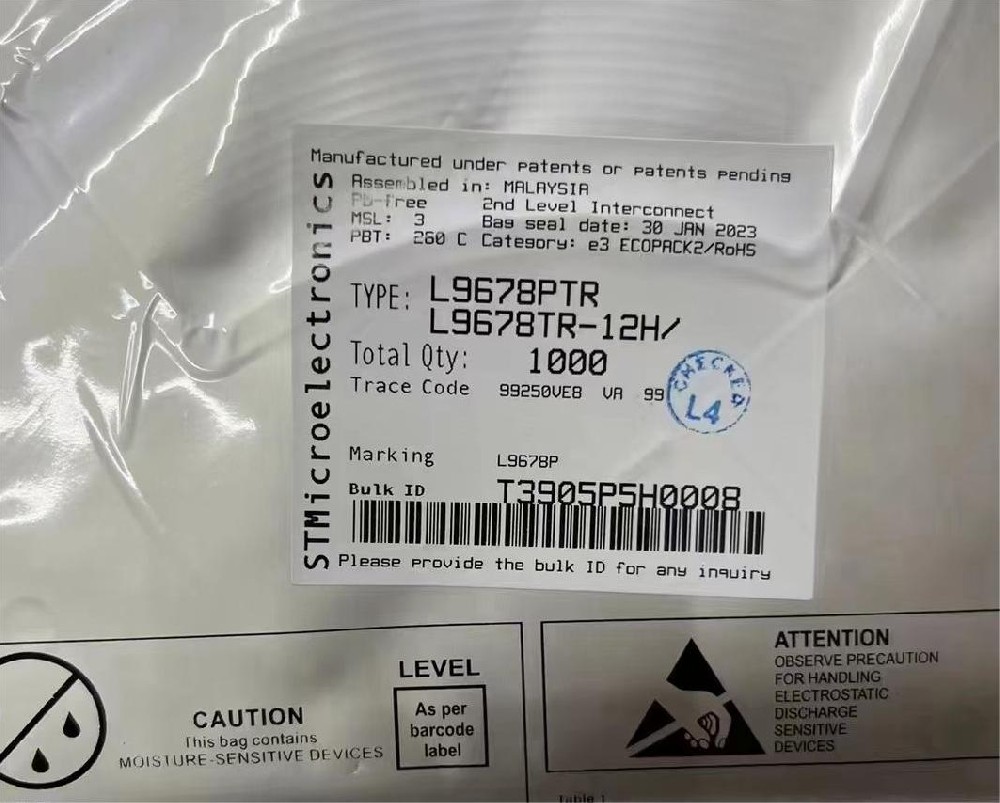 Manufactured under patents or patents pending
Assembled in: MALAYSIA
Pb-free 2nd Level Interconnect
MSL: 3 Bag seal date: 30 JAN 2023
PBT: 260 C Category: e3 ECOPACK2/RoHS
STMicroelectronics
TYPE: L9678PTR
L9678TR-12H/
Total Qty: 1000
Trace Code 99250VE8 VA 99
CHECKED
L4
Marking L9678P
Bulk ID T3905P5H0008
Please provide the bulk ID for any inquiry
CAUTION
This bag contains
MOISTURE-SENSITIVE DEVICES
LEVEL
As per
barcode
label
ATTENTION
OBSERVE PRECAUTION
FOR HANDLING
ELECTROSTATIC
DISCHARGE
SENSITIVE
DEVICES
Table 1